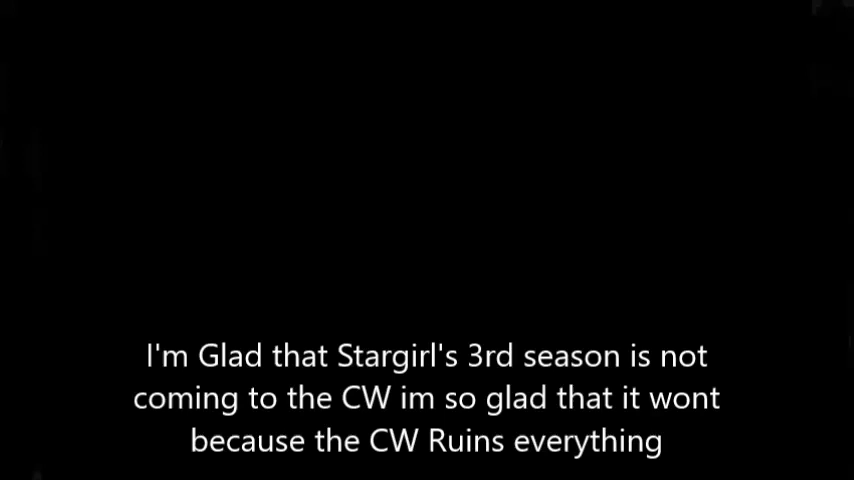 I'm Glad that Stargirl's 3rd season is not
coming to the CW im so glad that it wont
because the CW Ruins everything